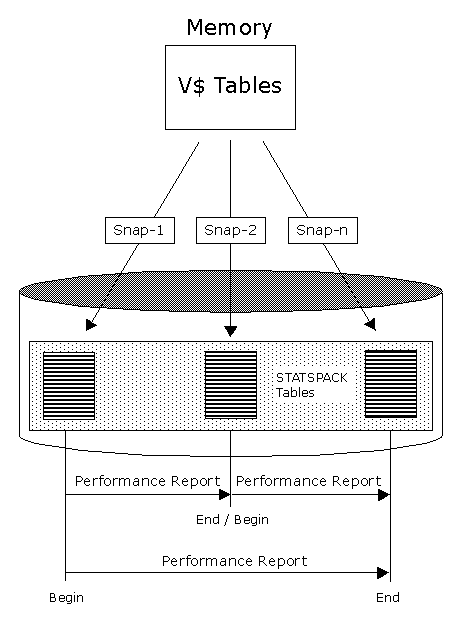 Memory
V$ Tables
Snap-1
Snap-2
Snap-n
STATSPACK
Tables
Performance Report
Performance Report
End / Begin
Performance Report
Begin
End